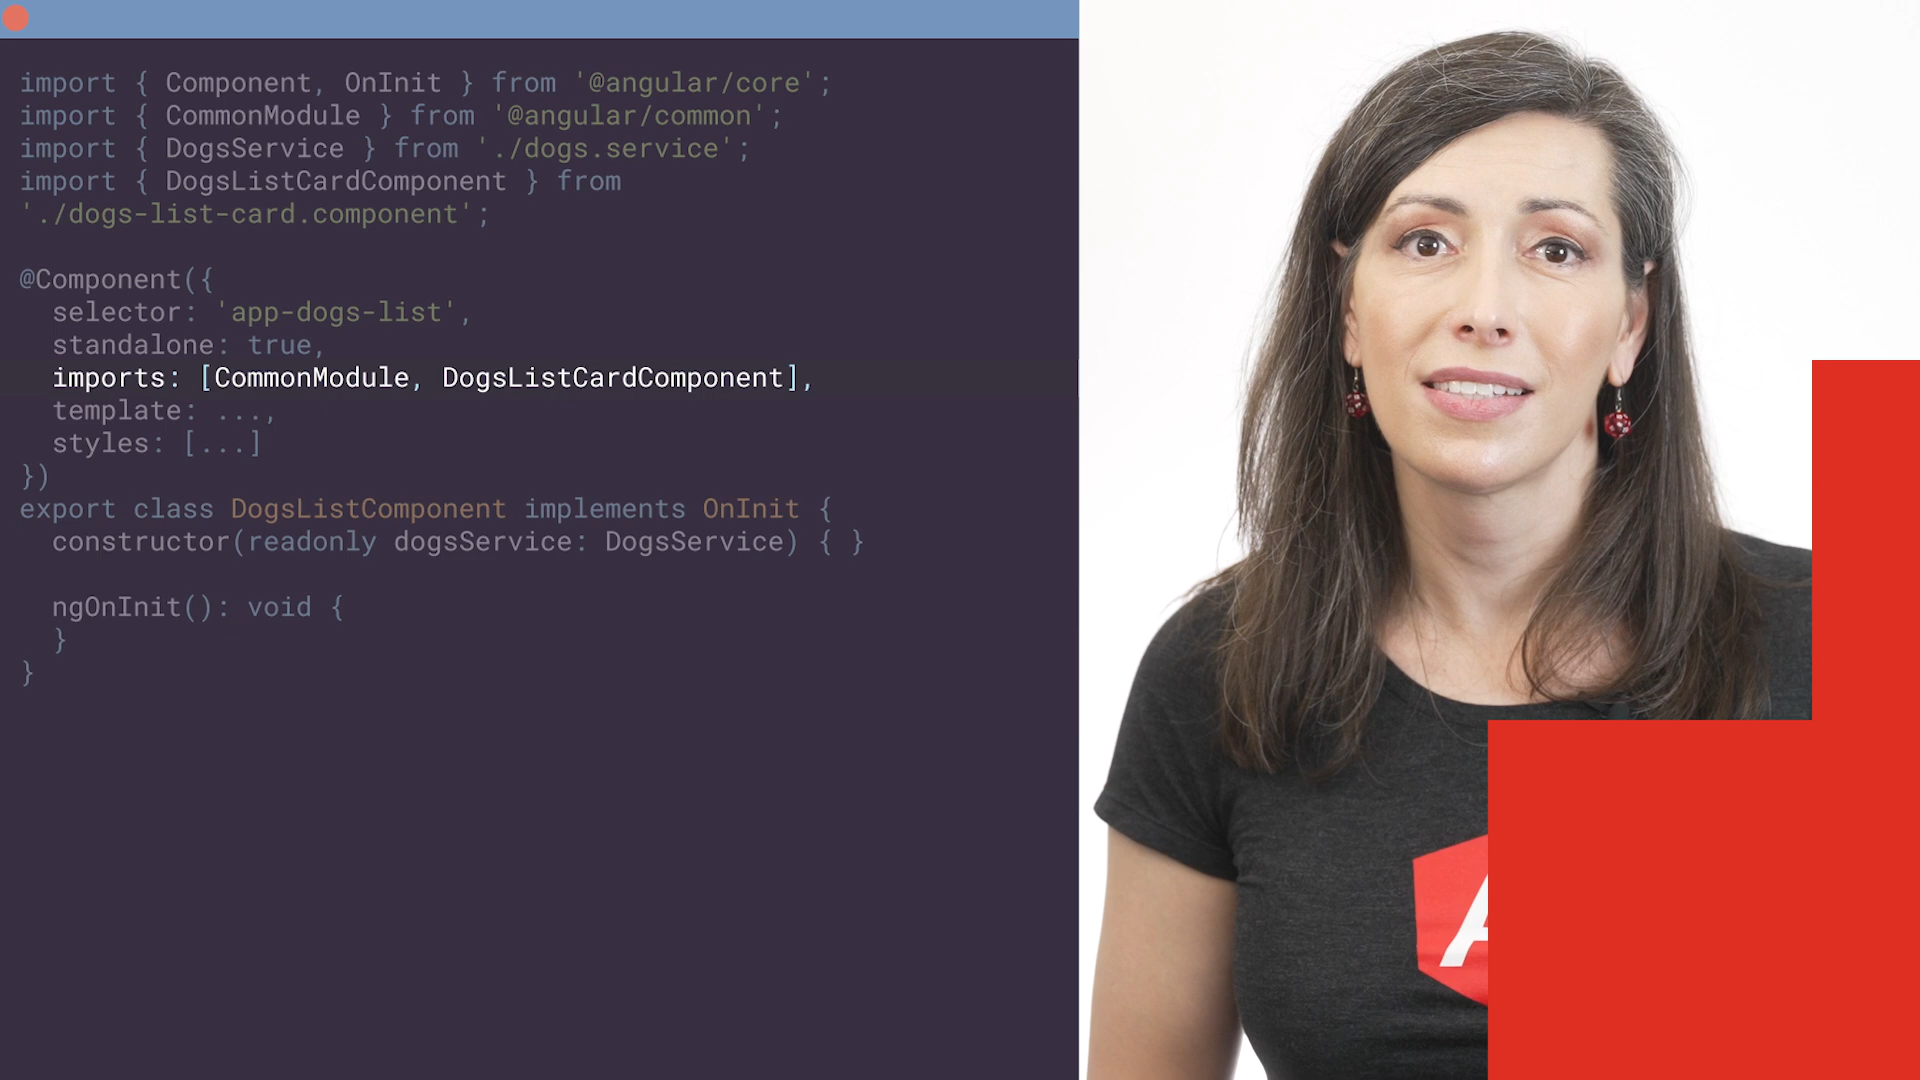 import { Component, OnInit } from '@angular/core';
import { CommonModule } from '@angular/common';
import { DogsService } from './dogs.service';
import { DogsListCardComponent } from
'./dogs-list-card.component';
@Component({
  selector: 'app-dogs-list',
  standalone: true,
  imports: [CommonModule, DogsListCardComponent],
  template: ...,
  styles: [...]
})
export class DogsListComponent implements OnInit {
  constructor(readonly dogsService: DogsService) { }
  ngOnInit(): void {
  }
}